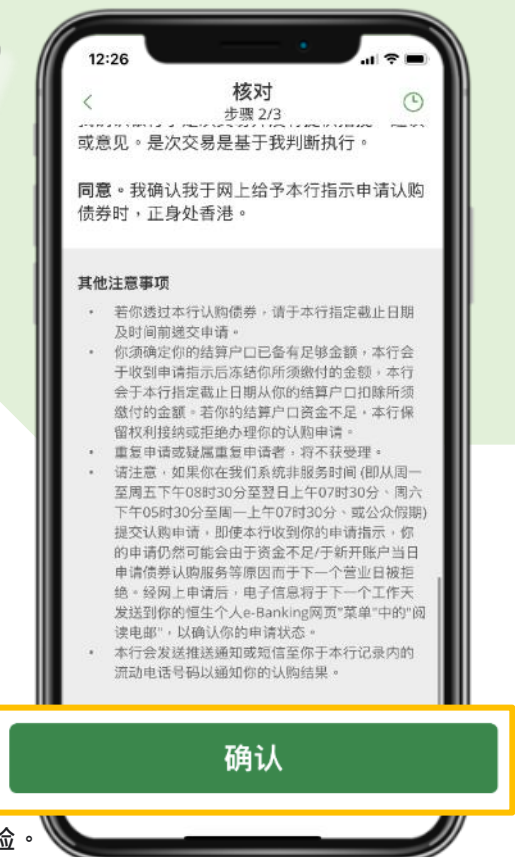 12:26
核对
步骤 2/3
或意见。是次交易是基于我判断执行。
同意。我确认我于网上给予本行指示申请认购
债券时，正身处香港。
其他注意事项
• 若你透过本行认购债券，请于本行指定截止日期
及时间前递交申请。
• 你须确定你的结算户口已备有足够金额，本行会
于收到申请指示后冻结你所须缴付的金额，本行
会于本行指定截止日期从你的结算户口扣除所须
缴付的金额。若你的结算户口资金不足，本行保
留权利接纳或拒绝办理你的认购申请。
• 重复申请或疑属重复申请者，将不获受理。
• 请注意，如果你在我们系统非服务时间 (即从周一
至周五下午08时30分至翌日上午07时30分、周六
下午05时30分至周一上午07时30分、或公众假期)
提交认购申请，即使本行收到你的申请指示，你
的申请仍然可能会由于资金不足/于新开账户当日
申请债券认购服务等原因而于下一个营业日被拒
绝。经网上申请后，电子信息将于下一个工作天
发送到你的恒生个人e-Banking网页"菜单"中的"阅
读电邮"，以确认你的申请状态。
• 本行会发送推送通知或短信至你于本行记录内的
流动电话号码以通知你的认购结果。
确认
险。